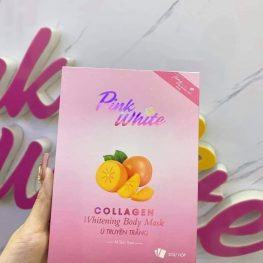 Pink
White
COLLAGEN
Whitening Body Mask
Ủ TRUYỀN TRẮNG